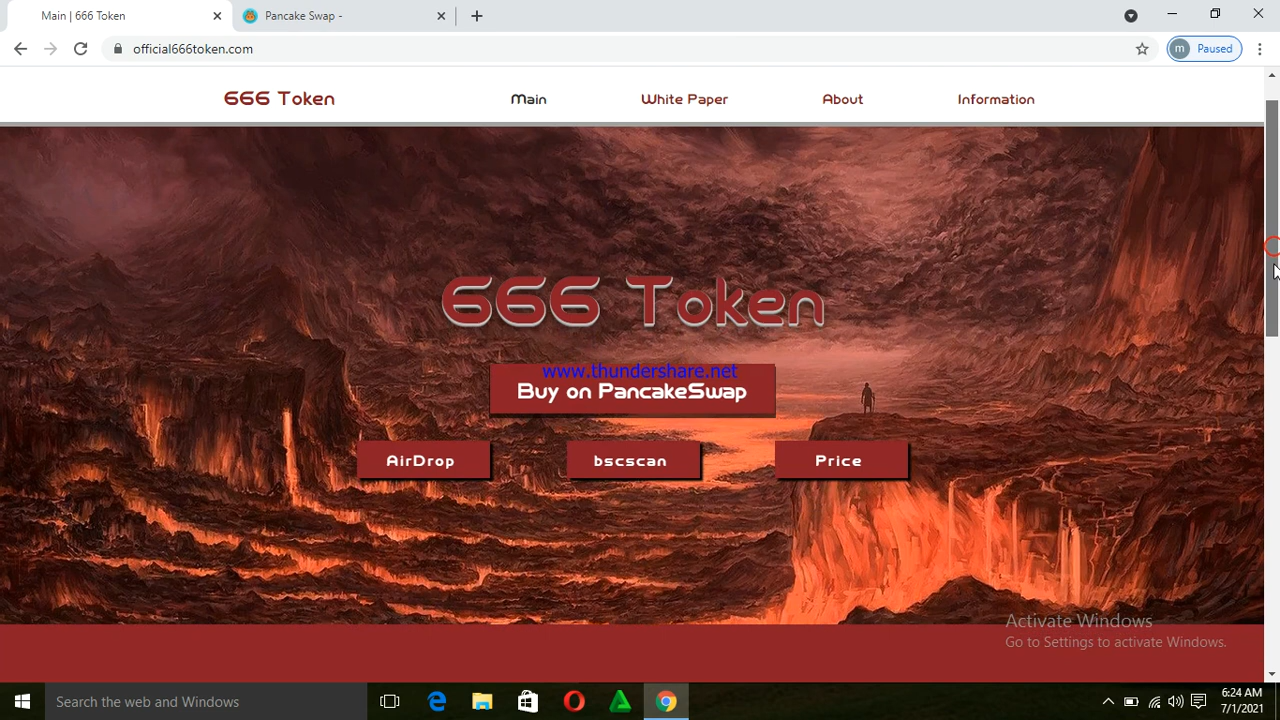 Main | 666 Token
Pancake Swap -
official666token.com
m Paused
666 Token
Main
White Paper
About
Information
666 Token
www.thundershare.net
Buy on PancakeSwap
AirDrop
bscscan
Price
Activate Windows
Go to Settings to activate Windows.
Search the web and Windows
6:24 AM
7/1/2021